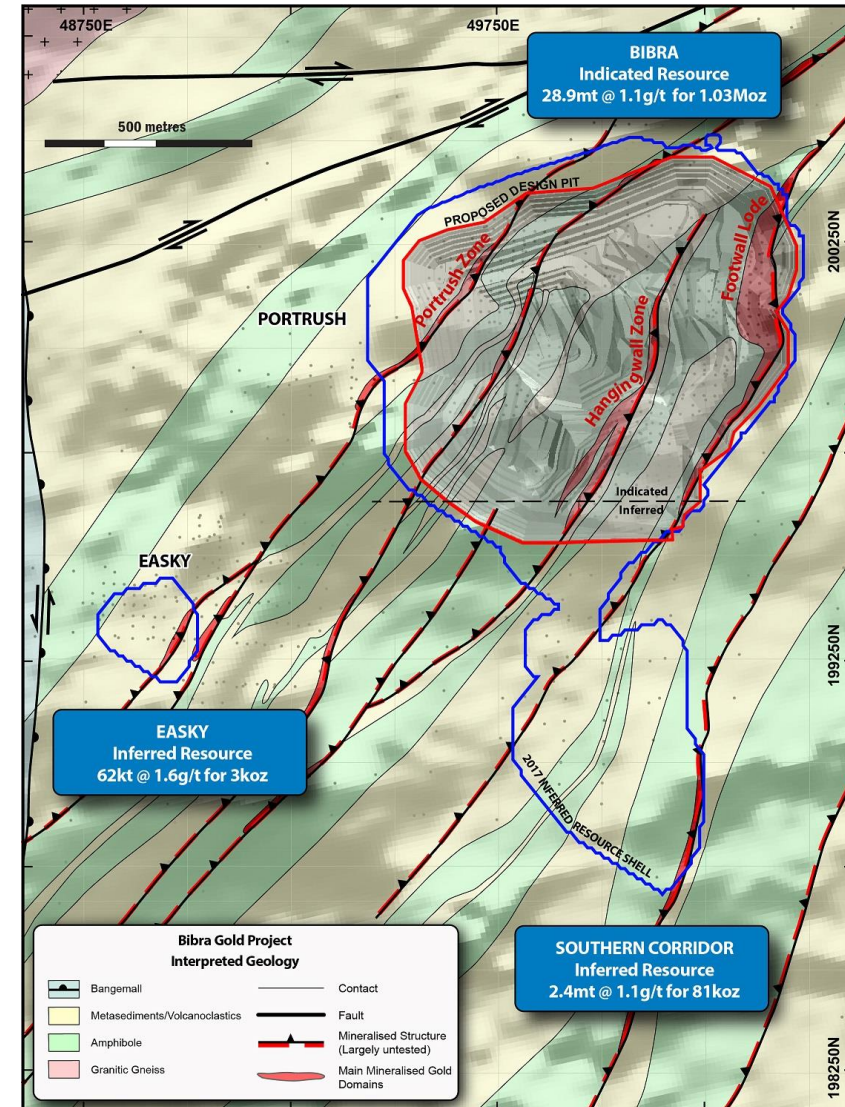 48750E
49750E
BIBRA
Indicated Resource
28.9mt @ 1.1g/t for 1.03Moz
500 metres
PROPOSED DESIGN PIT
200250N
Portrush Zone
Footwall Lode
PORTRUSH
Hangingwall Zone
Indicated
Inferred
EASKY
199250N
EASKY
Inferred Resource
62kt @ 1.6g/t for 3koz
2017 INFERRED RESOURCE SHELL
Bibra Gold Project
Interpreted Geology
Bangemall
Contact
Metasediments/Volcanoclastics
Fault
Amphibole
Mineralised Structure
(Largely untested)
Granitic Gneiss
Main Mineralised Gold
Domains
SOUTHERN CORRIDOR
Inferred Resource
2.4mt @ 1.1g/t for 81koz
198250N